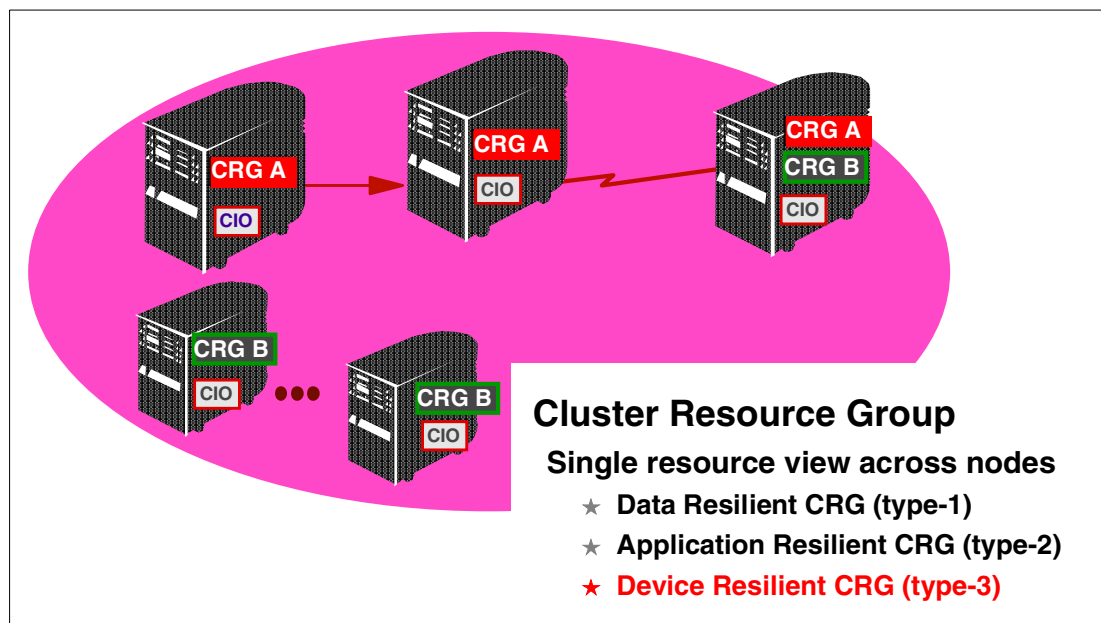 CRG A
CIO
CRG A
CIO
CRG A
CRG B
CIO
CRG B
CIO
CRG B
CIO
Cluster Resource Group
Single resource view across nodes
Data Resilient CRG (type-1)
Application Resilient CRG (type-2)
Device Resilient CRG (type-3)